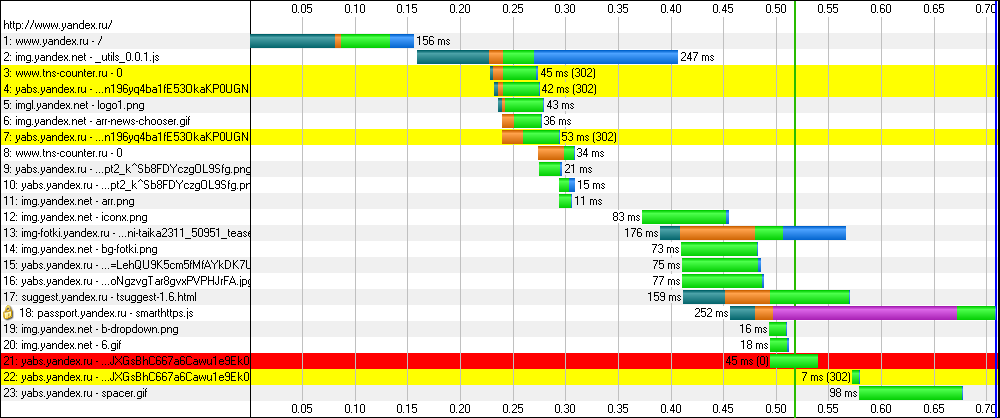 0.05 0.10 0.15 0.20 0.25 0.30 0.35 0.40 0.45 0.50 0.55 0.60 0.65 0.70
http://www.yandex.ru/
1: www.yandex.ru - / 156 ms
2: img.yandex.net - _utils_0.0.1.js 247 ms
3: www.tns-counter.ru - 0 45 ms (302)
4: yabs.yandex.ru - ...n196yq4ba1fE53OkaKP0UGN 42 ms (302)
5: imgl.yandex.net - logo1.png 43 ms
6: img.yandex.net - arr-news-chooser.gif 36 ms
7: yabs.yandex.ru - ...n196yq4ba1fE53OkaKP0UGN 53 ms (302)
8: www.tns-counter.ru - 0 34 ms
9: yabs.yandex.ru - ...pt2_k^Sb8FDYczgOL9Sfg.png 21 ms
10: yabs.yandex.ru - ...pt2_k^Sb8FDYczgOL9Sfg.pr 15 ms
11: img.yandex.net - arr.png 11 ms
12: img.yandex.net - iconx.png 83 ms
13: img-fotki.yandex.ru - ...ni-taika2311_50951_tease 176 ms
14: img.yandex.net - bg-fotki.png 73 ms
15: yabs.yandex.ru - ...=LehQU9K5cm5fMfAYkDK7U 75 ms
16: yabs.yandex.ru - ...oNgzvgTar8gvxPVPHJrFA.jpg 77 ms
17: suggest.yandex.ru - tsuggest-1.6.html 159 ms
18: passport.yandex.ru - smarthttps.js 252 ms
19: img.yandex.net - b-dropdown.png 16 ms
20: img.yandex.net - 6.gif 18 ms
21: yabs.yandex.ru - ...JXGsBhC667a6Cawu1e9Ek0 45 ms (0)
22: yabs.yandex.ru - ...JXGsBhC667a6Cawu1e9Ek0 7 ms (302)
23: yabs.yandex.ru - spacer.gif 98 ms
0.05 0.10 0.15 0.20 0.25 0.30 0.35 0.40 0.45 0.50 0.55 0.60 0.65 0.70